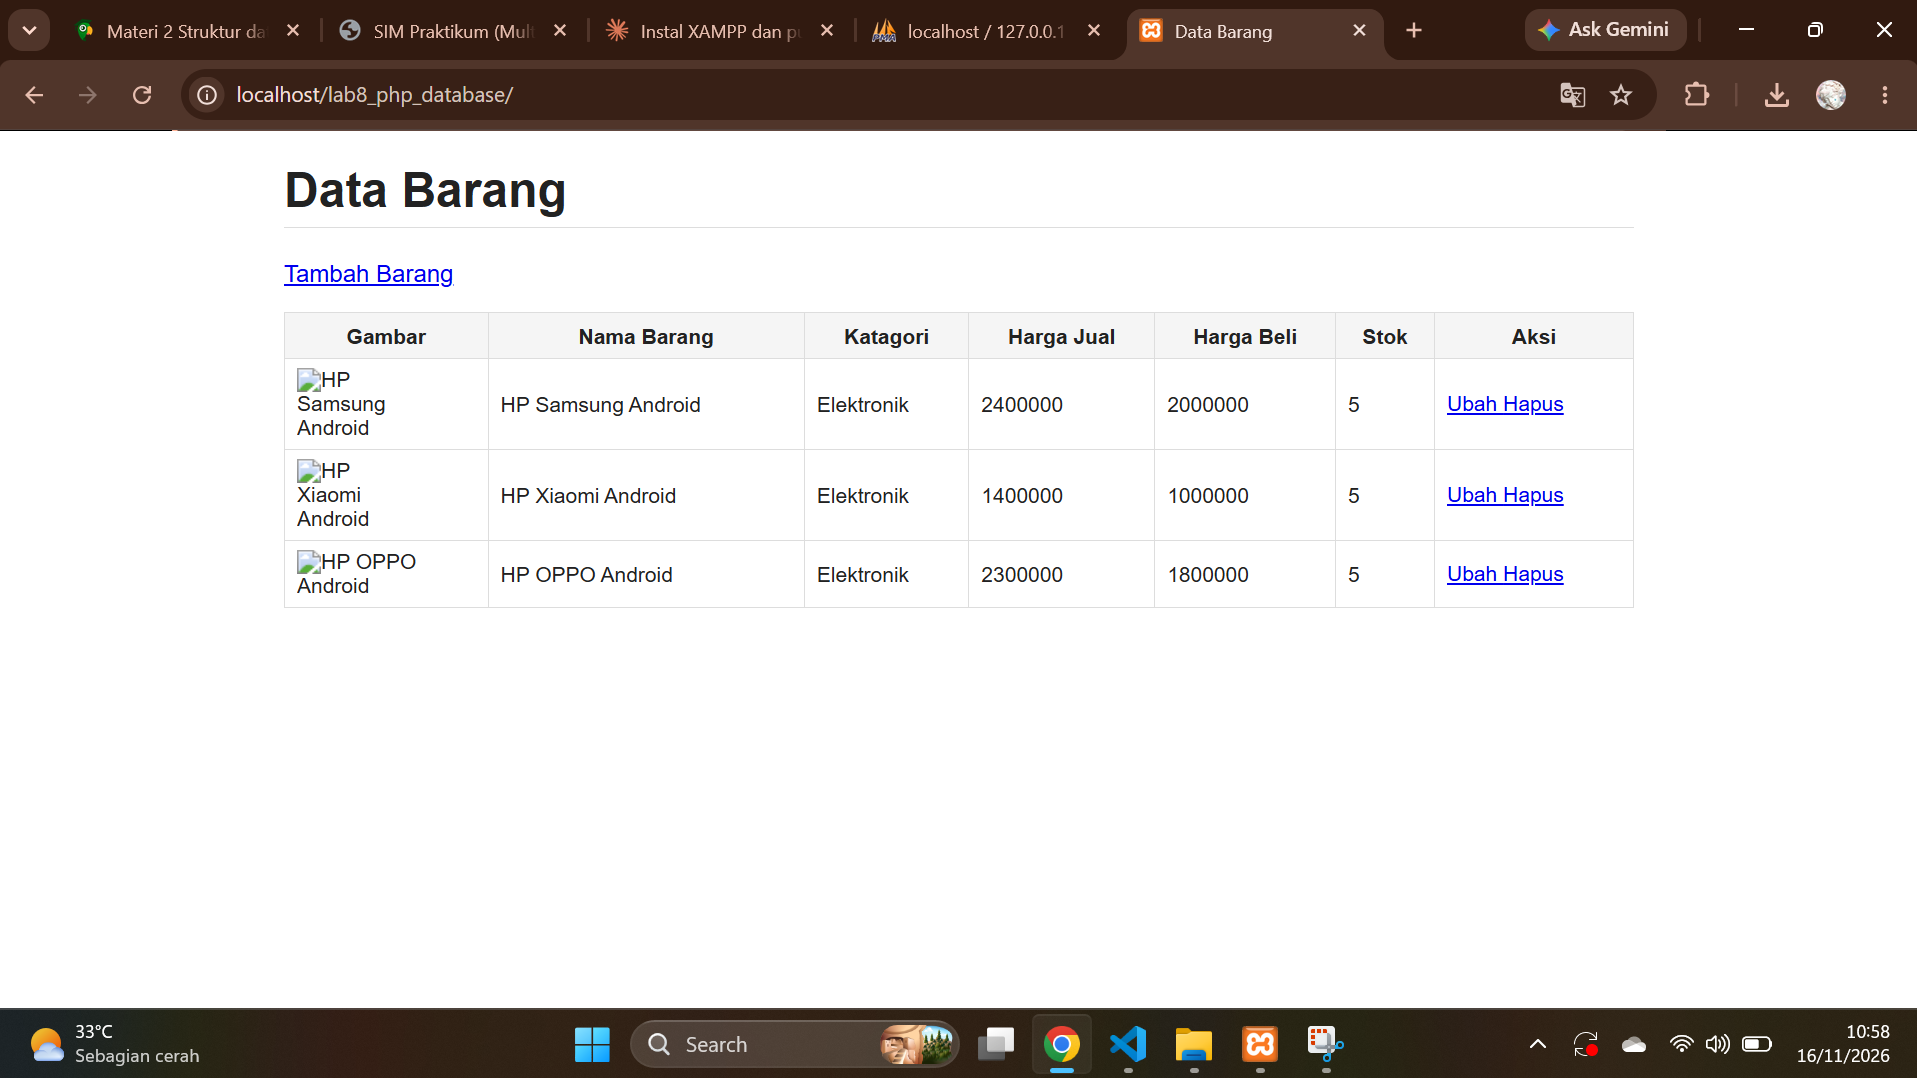 Materi 2 Struktur da
SIM Praktikum (Mult
Instal XAMPP dan pu
localhost / 127.0.0.1
Data Barang
Ask Gemini
localhost/lab8_php_database/
Data Barang
Tambah Barang
Gambar Nama Barang Katagori Harga Jual Harga Beli Stok Aksi
HP
Samsung
Android
HP Samsung Android Elektronik 2400000 2000000 5 Ubah Hapus
HP
Xiaomi
Android
HP Xiaomi Android Elektronik 1400000 1000000 5 Ubah Hapus
HP OPPO
Android
HP OPPO Android Elektronik 2300000 1800000 5 Ubah Hapus
33°C
Sebagian cerah
Search
10:58
16/11/2026